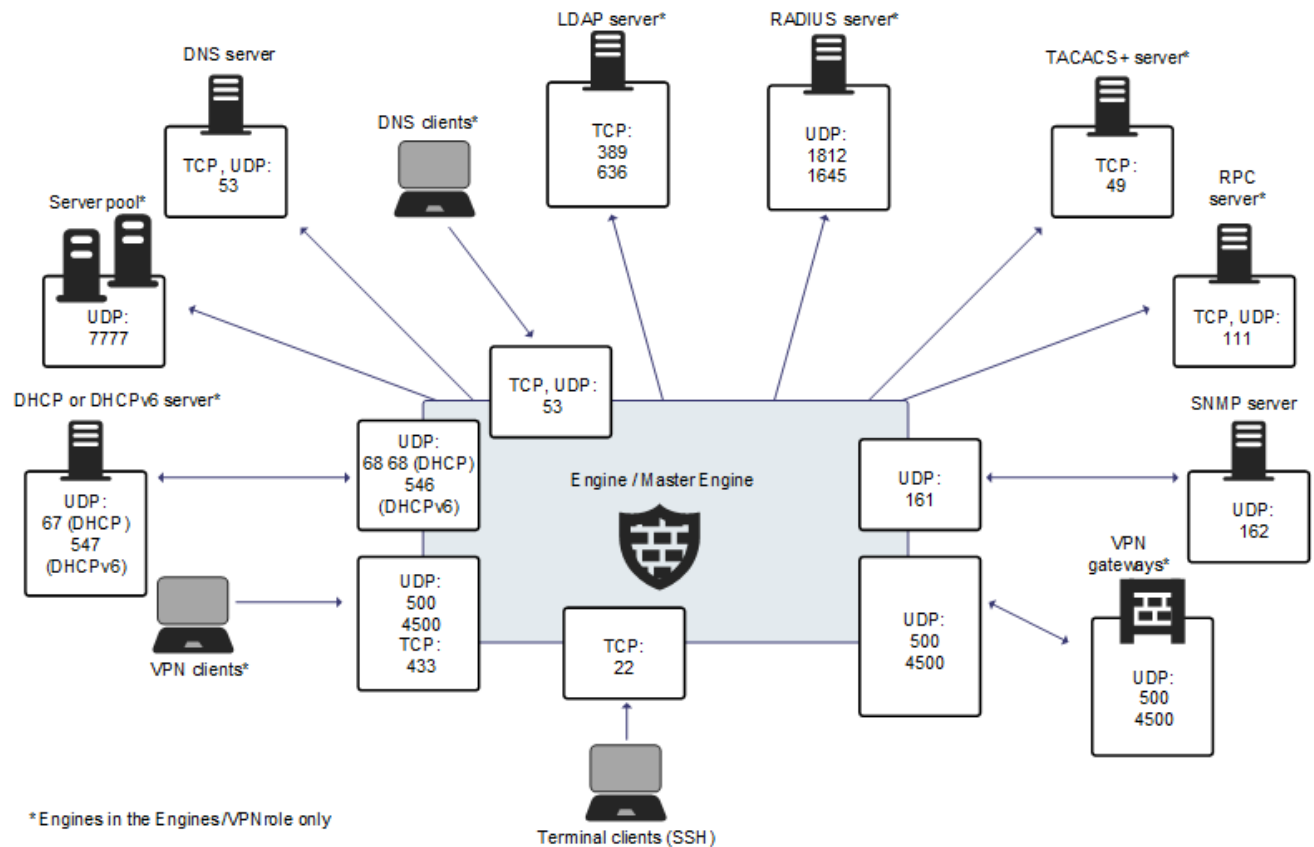 LDAP server*
RADIUS server*
DNS server
TACACS+ server*
DNS clients*
TCP:
389
636
UDP:
1812
1645
TCP, UDP:
53
TCP:
49
RPC
server*
Server pool*
UDP:
7777
TCP, UDP:
111
TCP, UDP:
53
DHCP or DHCPv6 server*
SNMP server
UDP:
68 68 (DHCP)
546
(DHCPv6)
Engine / Master Engine
UDP:
161
UDP:
67 (DHCP)
547
(DHCPv6)
UDP:
162
VPN
gateways*
UDP:
500
4500
TCP:
433
UDP:
500
4500
TCP:
22
VPN clients*
UDP:
500
4500
* Engines in the Engines/VPN role only
Terminal clients (SSH)